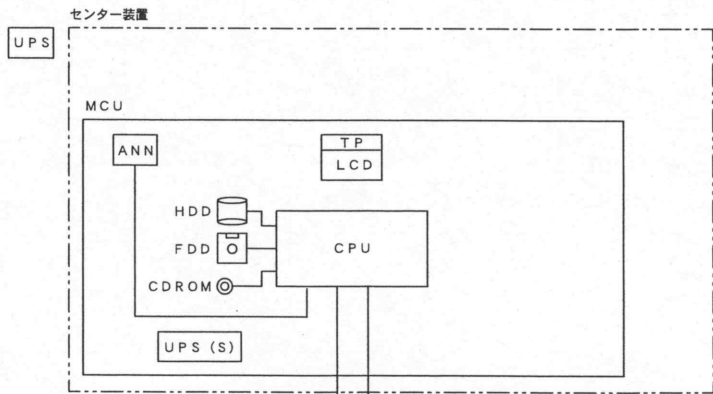 センター装置
UPS
MCU
ANN
TP
LCD
HDD
CPU
FDD
CDROM
UPS (S)